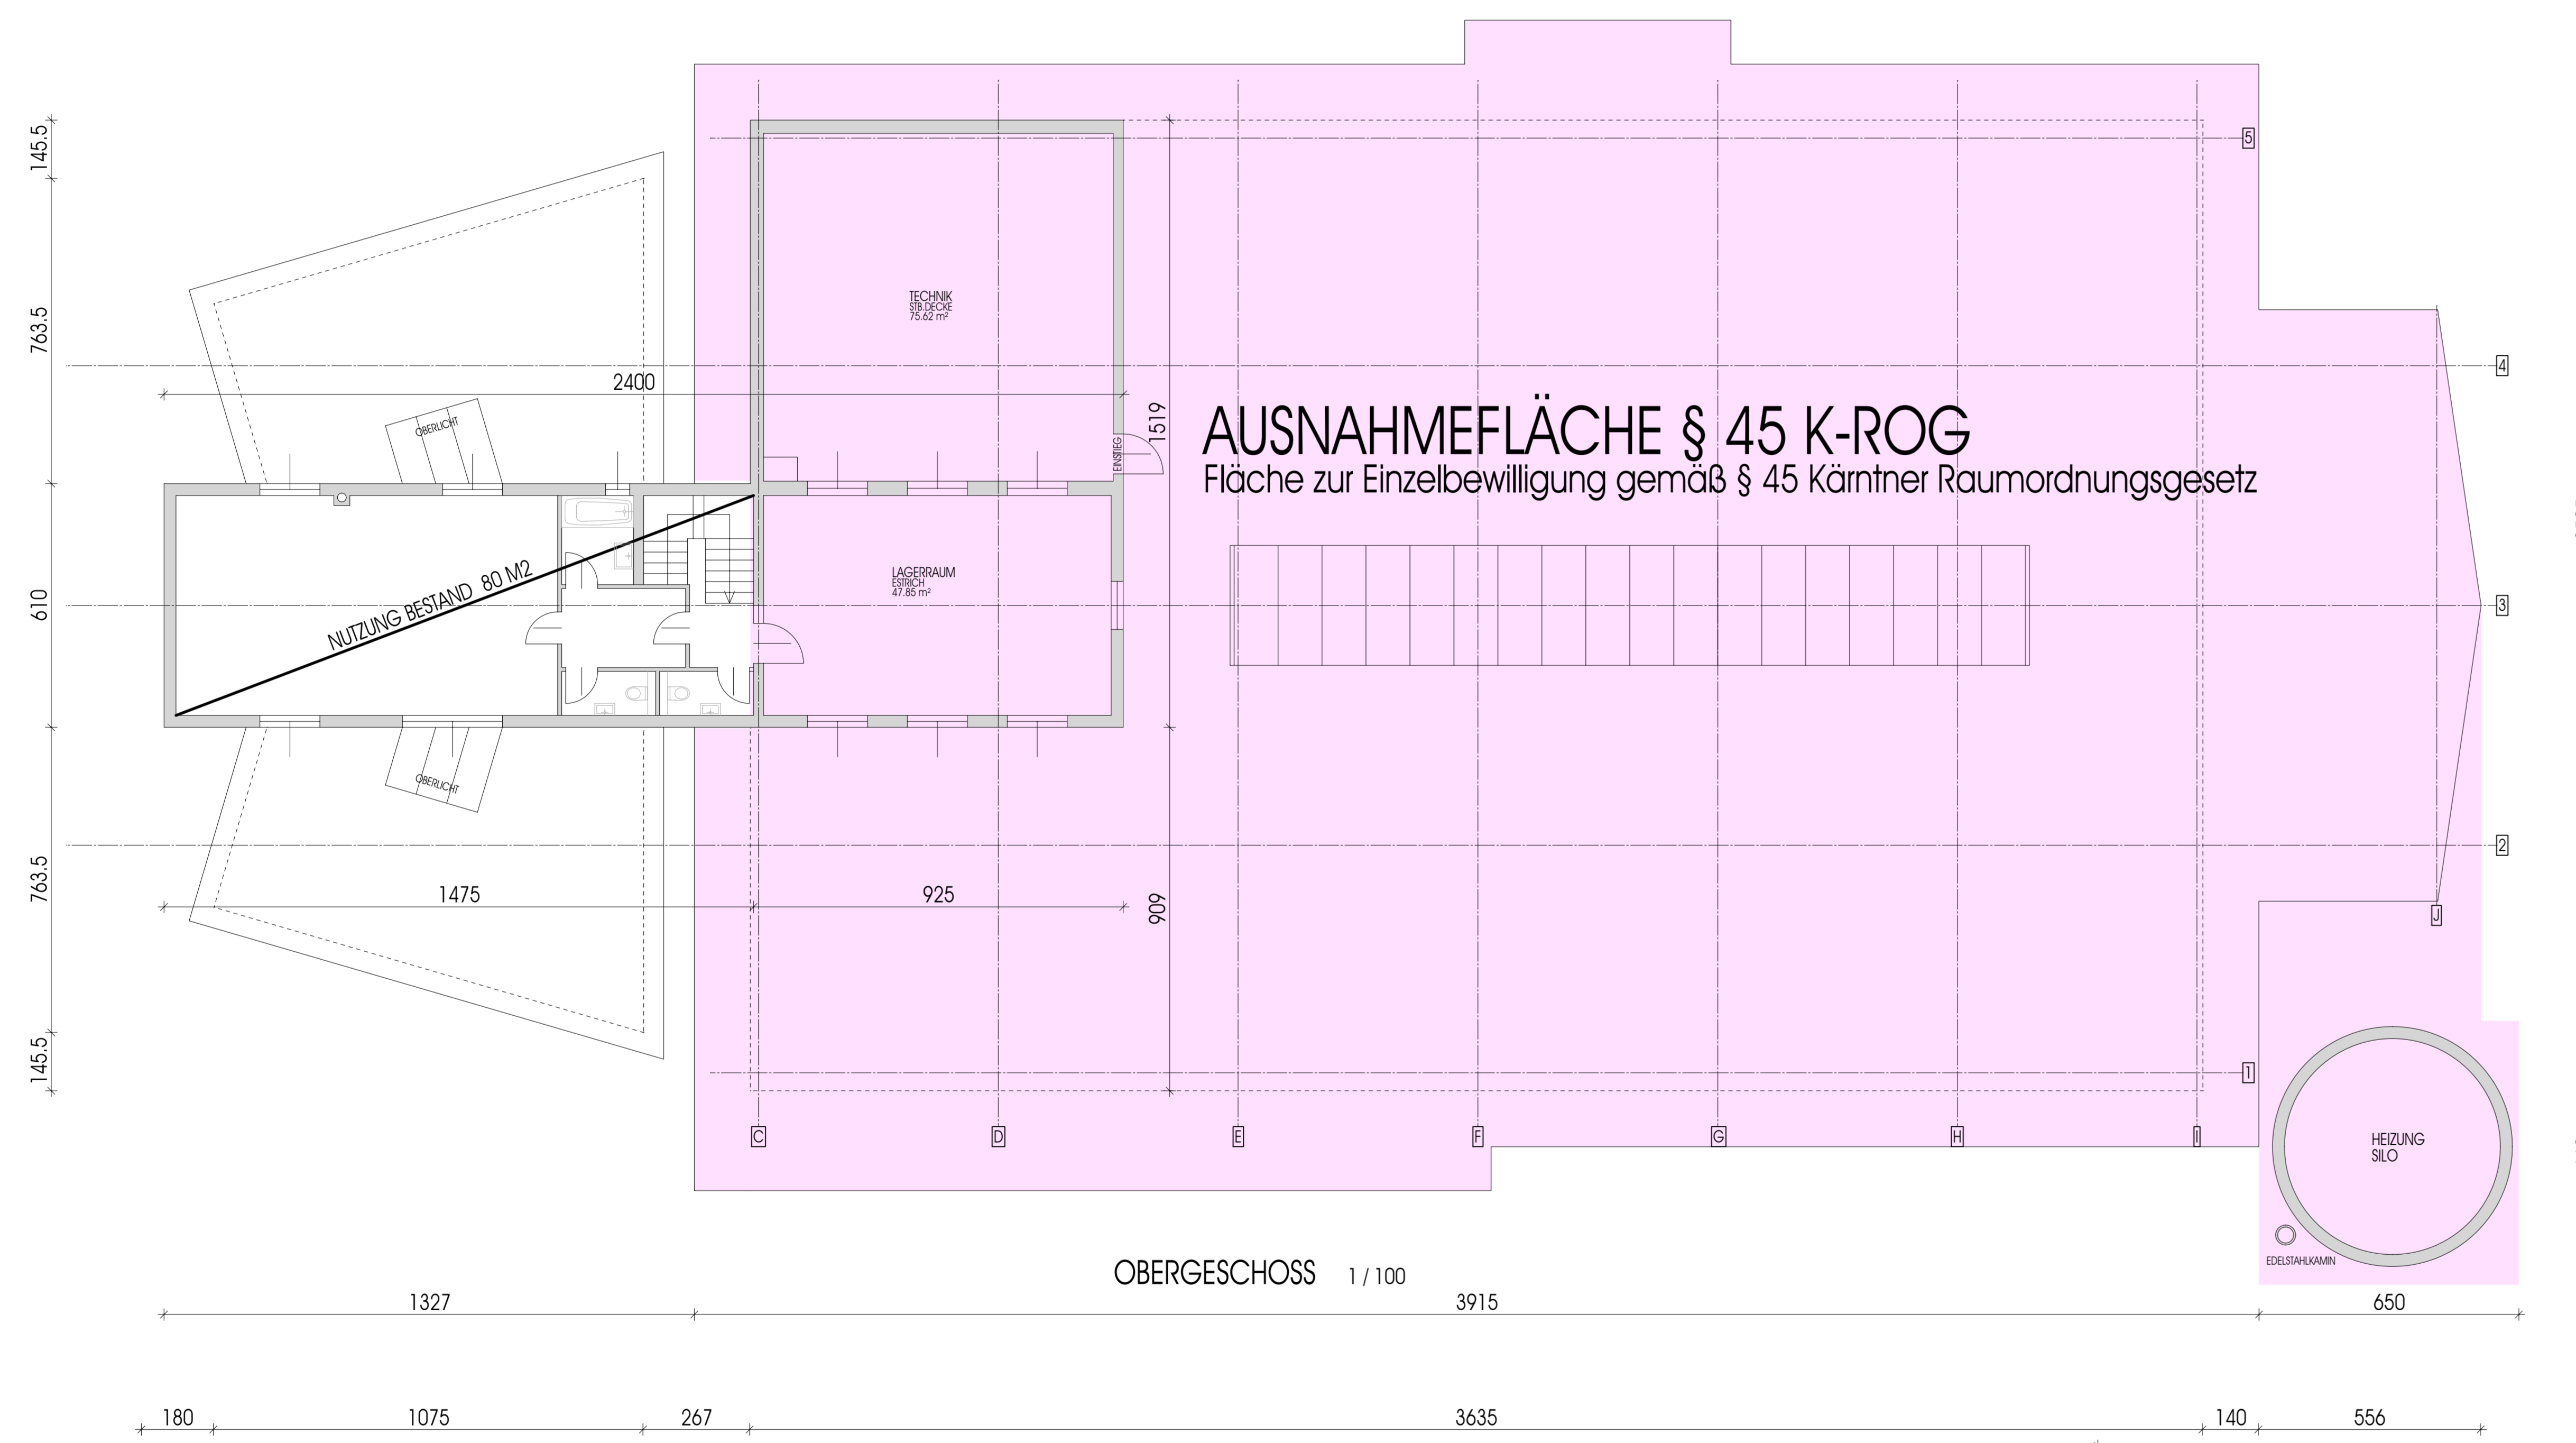 145.5
5
763.5
TECHNIK
STB.DECKE
75.62 m²
4
2400
1519
AUSNAHMEFLÄCHE § 45 K-ROG
OBERLICHT
EINSTIEG
Fläche zur Einzelbewilligung gemäß § 45 Kärntner Raumordnungsgesetz
610
NUTZUNG BESTAND 80 M2
LAGERRAUM
ESTRICH
47.85 m²
3
OBERLICHT
2
763.5
1475
925
909
J
145.5
1
C
D
E
F
G
H
I
HEIZUNG
SILO
EDELSTAHLKAMIN
OBERGESCHOSS 1 / 100
1327
3915
650
180
1075
267
3635
140
556